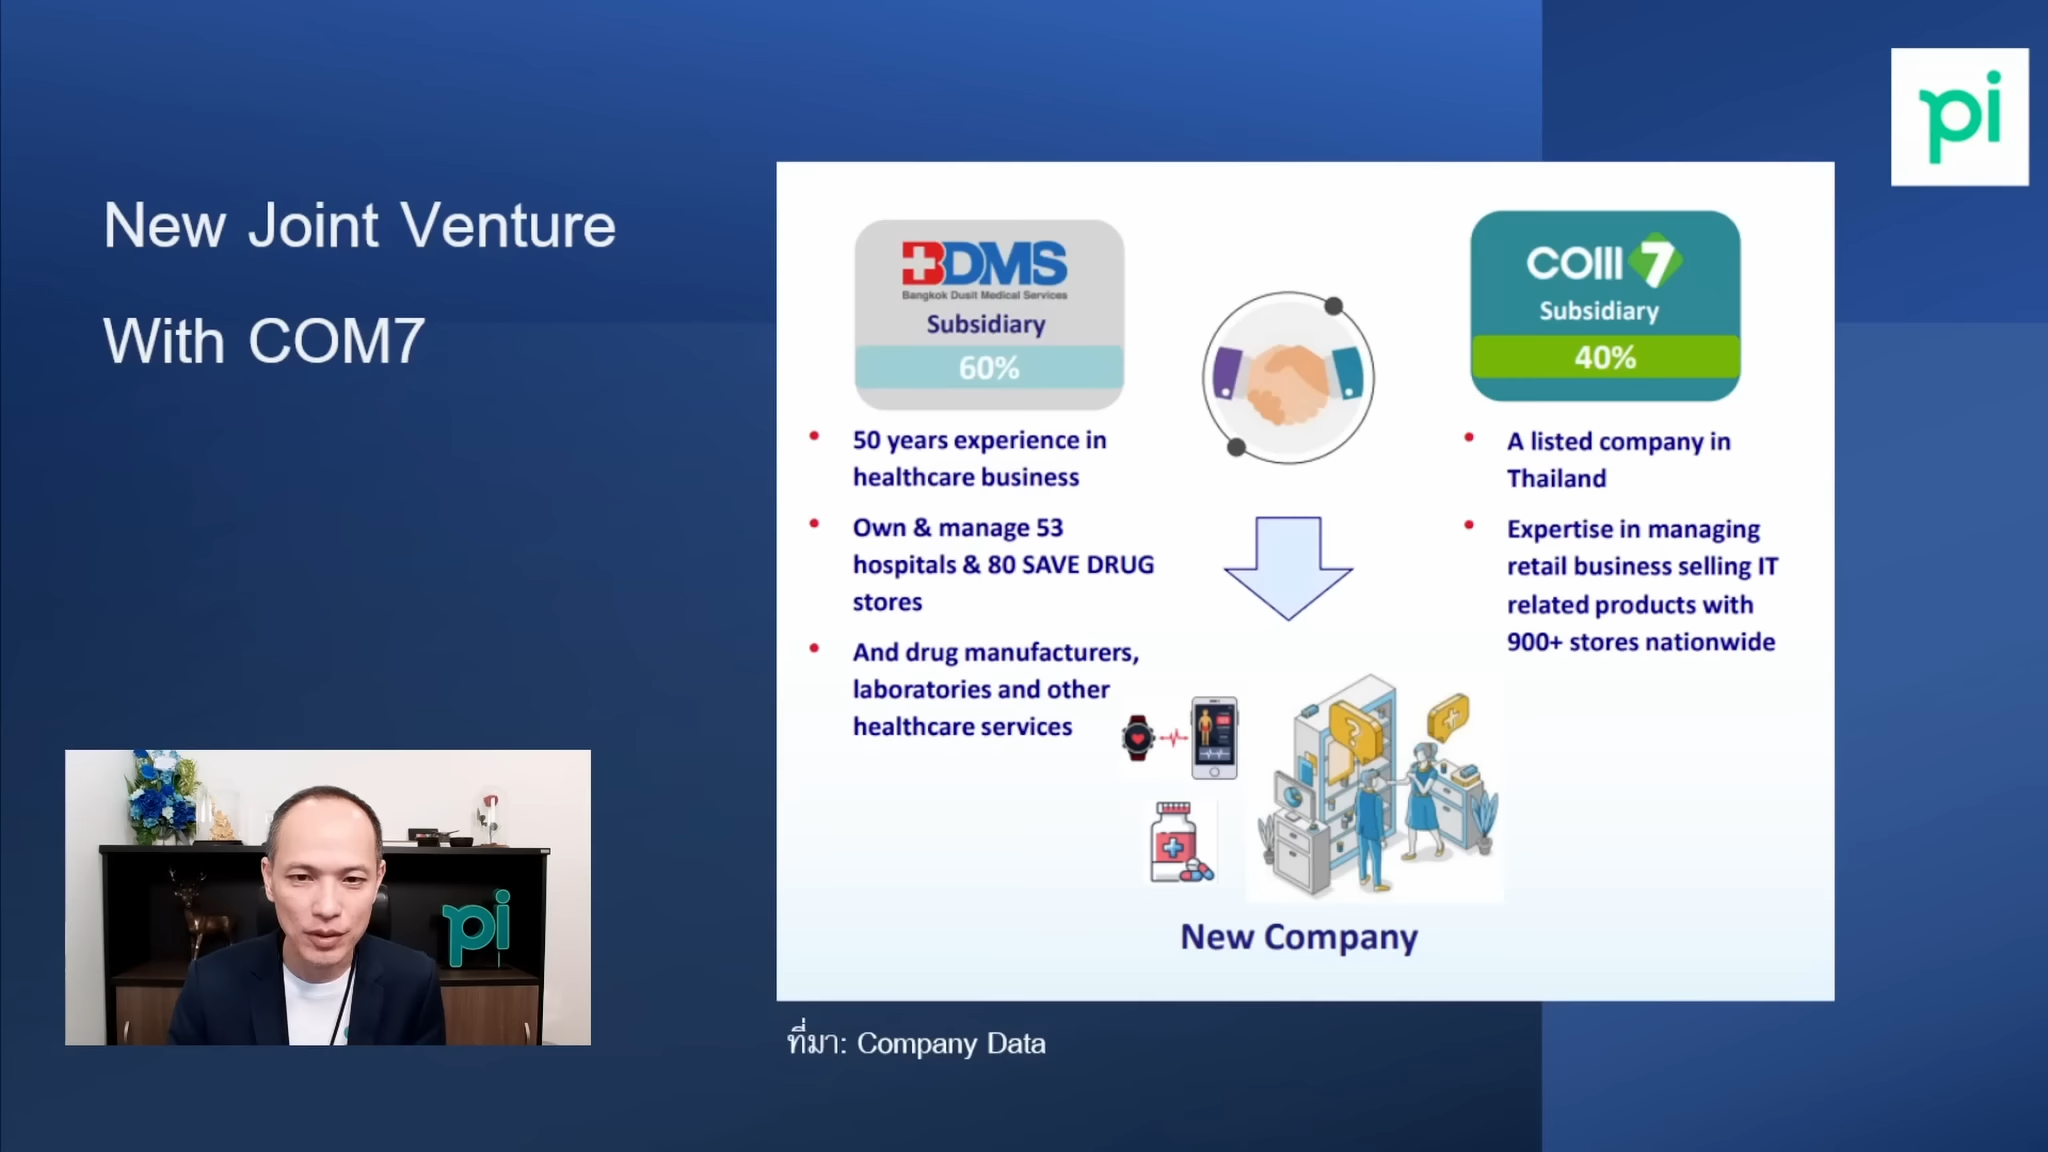 New Joint Venture
With COM7
pi
BDMS
Bangkok Dusit Medical Services
Subsidiary
60%
50 years experience in
healthcare business
Own & manage 53
hospitals & 80 SAVE DRUG
stores
And drug manufacturers,
laboratories and other
healthcare services
COM7
Subsidiary
40%
A listed company in
Thailand
Expertise in managing
retail business selling IT
related products with
900+ stores nationwide
?
New Company
pi
ที่มา: Company Data